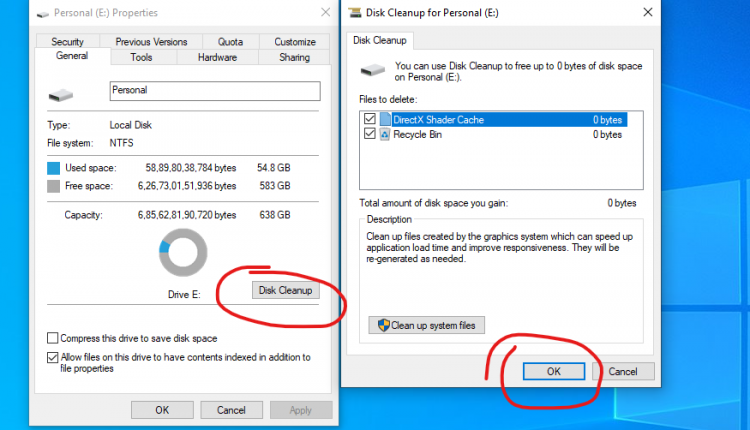 Personal (E:) Properties
Security Previous Versions Quota Customize
General Tools Hardware Sharing
Personal
Type: Local Disk
File system: NTFS
Used space: 58,89,80,38,784 bytes 54.8 GB
Free space: 6,26,73,01,51,936 bytes 583 GB
Capacity: 6,85,62,81,90,720 bytes 638 GB
Drive E:
Disk Cleanup
Compress this drive to save disk space
Allow files on this drive to have contents indexed in addition to
file properties
OK Cancel Apply
Disk Cleanup for Personal (E:)
Disk Cleanup
You can use Disk Cleanup to free up to 0 bytes of disk space
on Personal (E:).
Files to delete:
DirectX Shader Cache 0 bytes
Recycle Bin 0 bytes
Total amount of disk space you gain: 0 bytes
Description
Clean up files created by the graphics system which can speed up
application load time and improve responsiveness. They will
be re-generated as needed.
Clean up system files
OK Cancel